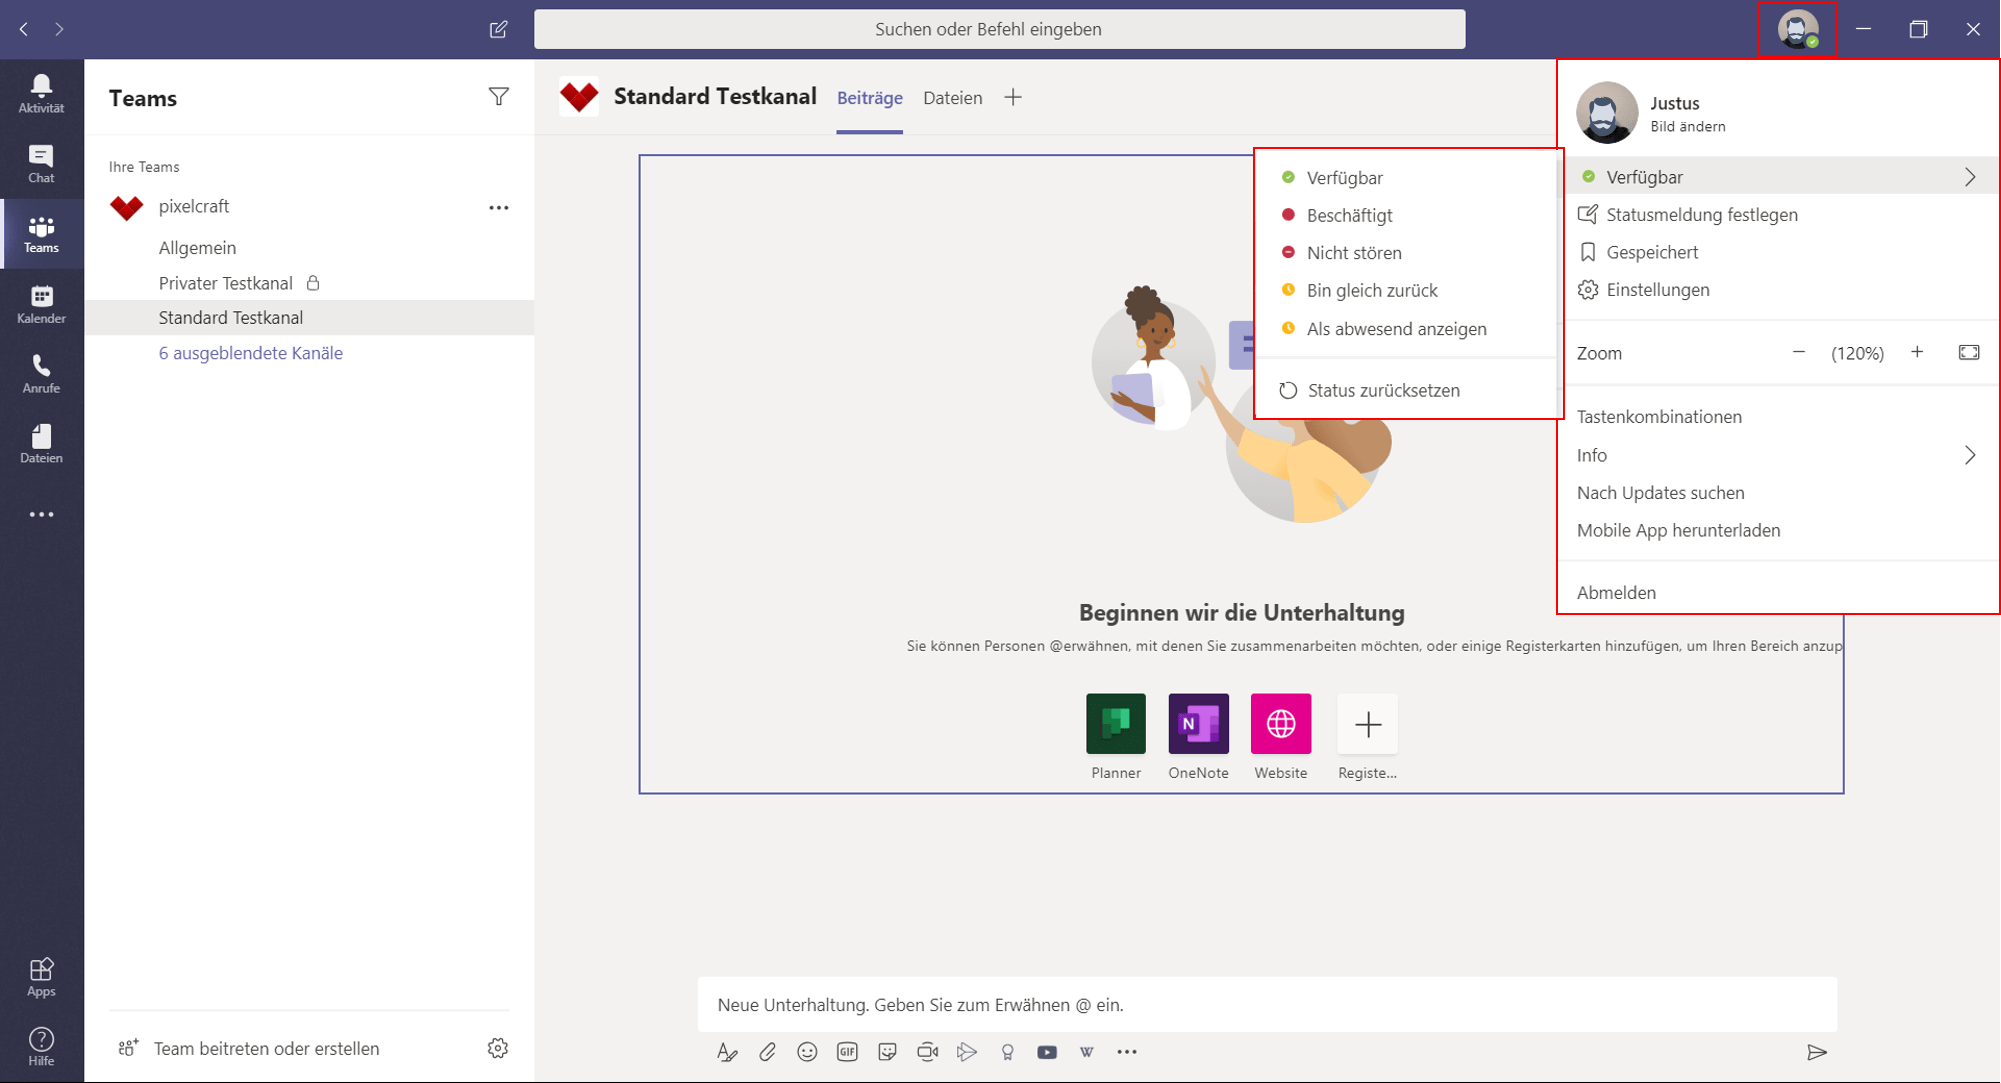 Suchen oder Befehl eingeben
Aktivität
Chat
Teams
Kalender
Anrufe
Dateien
Apps
Hilfe
Teams
Ihre Teams
pixelcraft
Allgemein
Privater Testkanal
Standard Testkanal
6 ausgeblendete Kanäle
Team beitreten oder erstellen
Standard Testkanal
Beiträge
Dateien
Beginnen wir die Unterhaltung
Sie können Personen @erwähnen, mit denen Sie zusammenarbeiten möchten, oder einige Registerkarten hinzufügen, um Ihren Bereich anzup
N
Planner
OneNote
Website
Registe...
Neue Unterhaltung. Geben Sie zum Erwähnen @ ein.
GIF
W
Verfügbar
Beschäftigt
Nicht stören
Bin gleich zurück
Als abwesend anzeigen
Status zurücksetzen
Justus
Bild ändern
Verfügbar
Statusmeldung festlegen
Gespeichert
Einstellungen
Zoom
(120%)
Tastenkombinationen
Info
Nach Updates suchen
Mobile App herunterladen
Abmelden